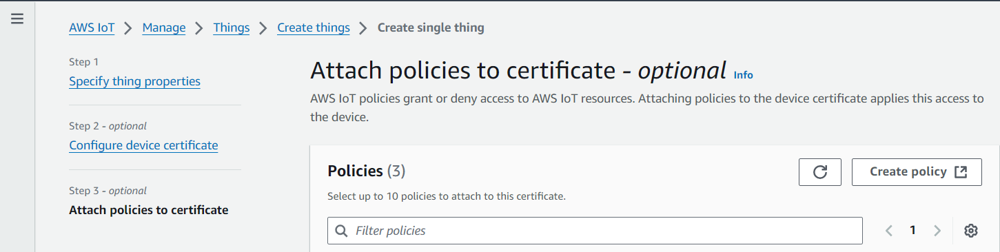 AWS IoT > Manage > Things > Create things > Create single thing
Step 1
Specify thing properties
Step 2 - optional
Configure device certificate
Step 3 - optional
Attach policies to certificate
Attach policies to certificate - optional Info
AWS IoT policies grant or deny access to AWS IoT resources. Attaching policies to the device certificate applies this access to
the device.
Policies (3)
Create policy
Select up to 10 policies to attach to this certificate.
Filter policies
1